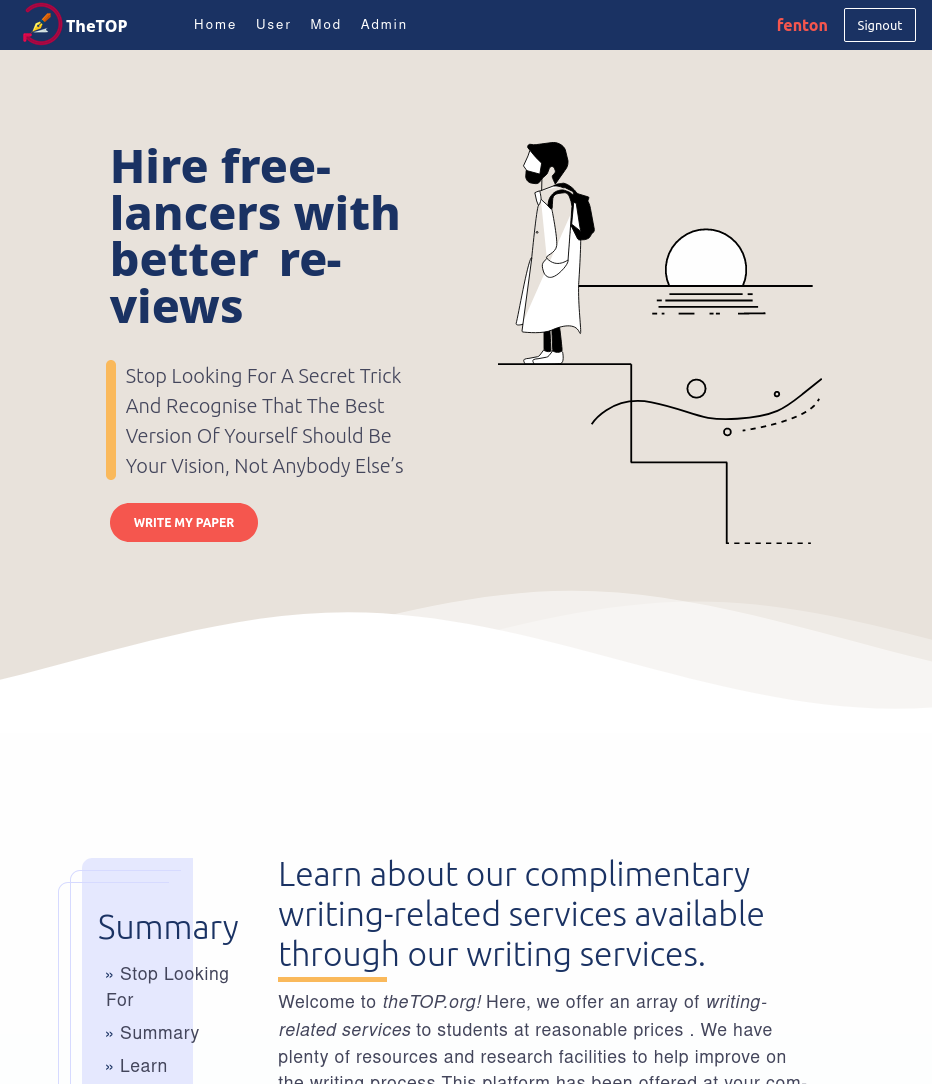 TheTOP
Home User Mod Admin
fenton
Signout
Hire free-
lancers with
better re-
views
Stop Looking For A Secret Trick
And Recognise That The Best
Version Of Yourself Should Be
Your Vision, Not Anybody Else’s
WRITE MY PAPER
Summary
» Stop Looking
For
» Summary
» Learn
Learn about our complimentary
writing-related services available
through our writing services.
Welcome to theTOP.org! Here, we offer an array of writing-
related services to students at reasonable prices . We have
plenty of resources and research facilities to help improve on
the writing process.This platform has been offered at your com-